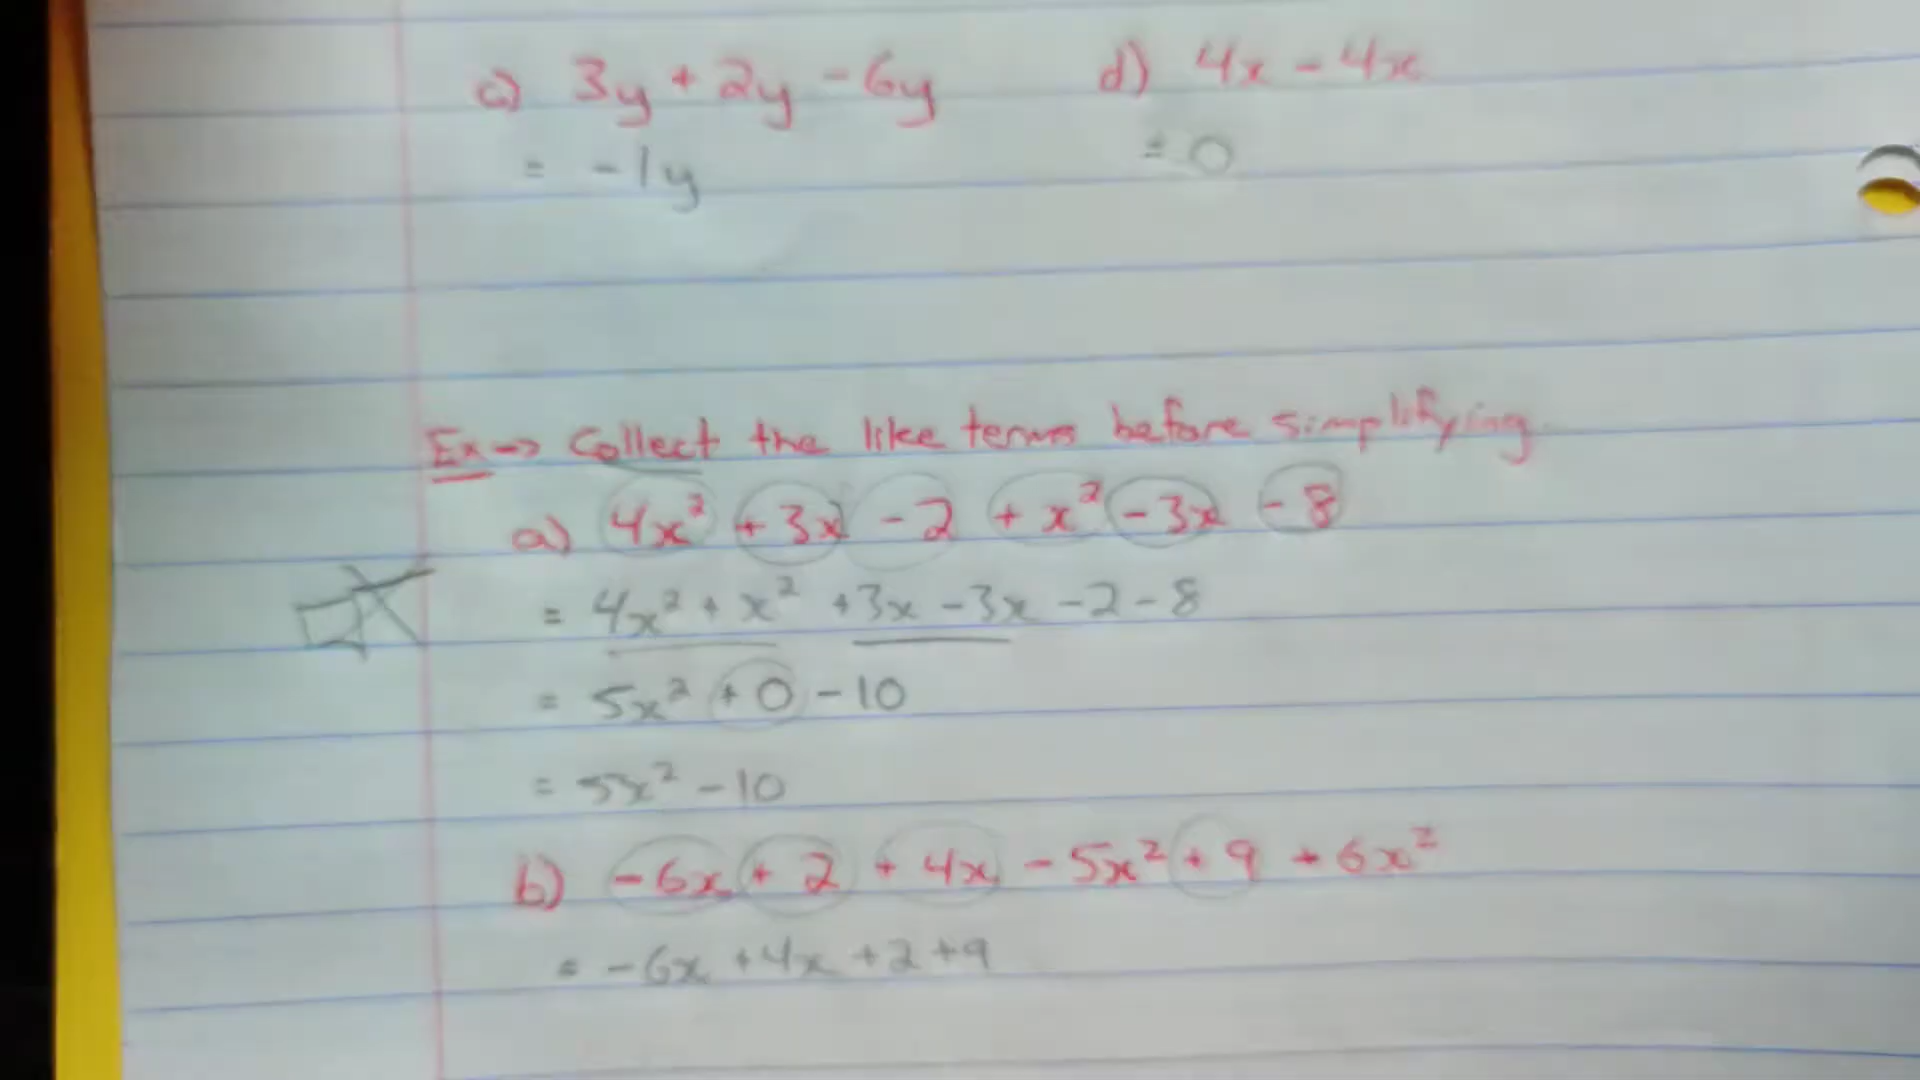 c) 3y + 2y - 6y d) 4x - 4x
= -1y = 0
Ex → Collect the like terms before simplifying
a) 4x² + 3x - 2 + x² - 3x - 8
= 4x² + x² + 3x - 3x - 2 - 8
= 5x² + 0 - 10
= 5x² - 10
b) -6x + 2 + 4x - 5x² + 9 + 6x²
= -6x + 4x + 2 + 9